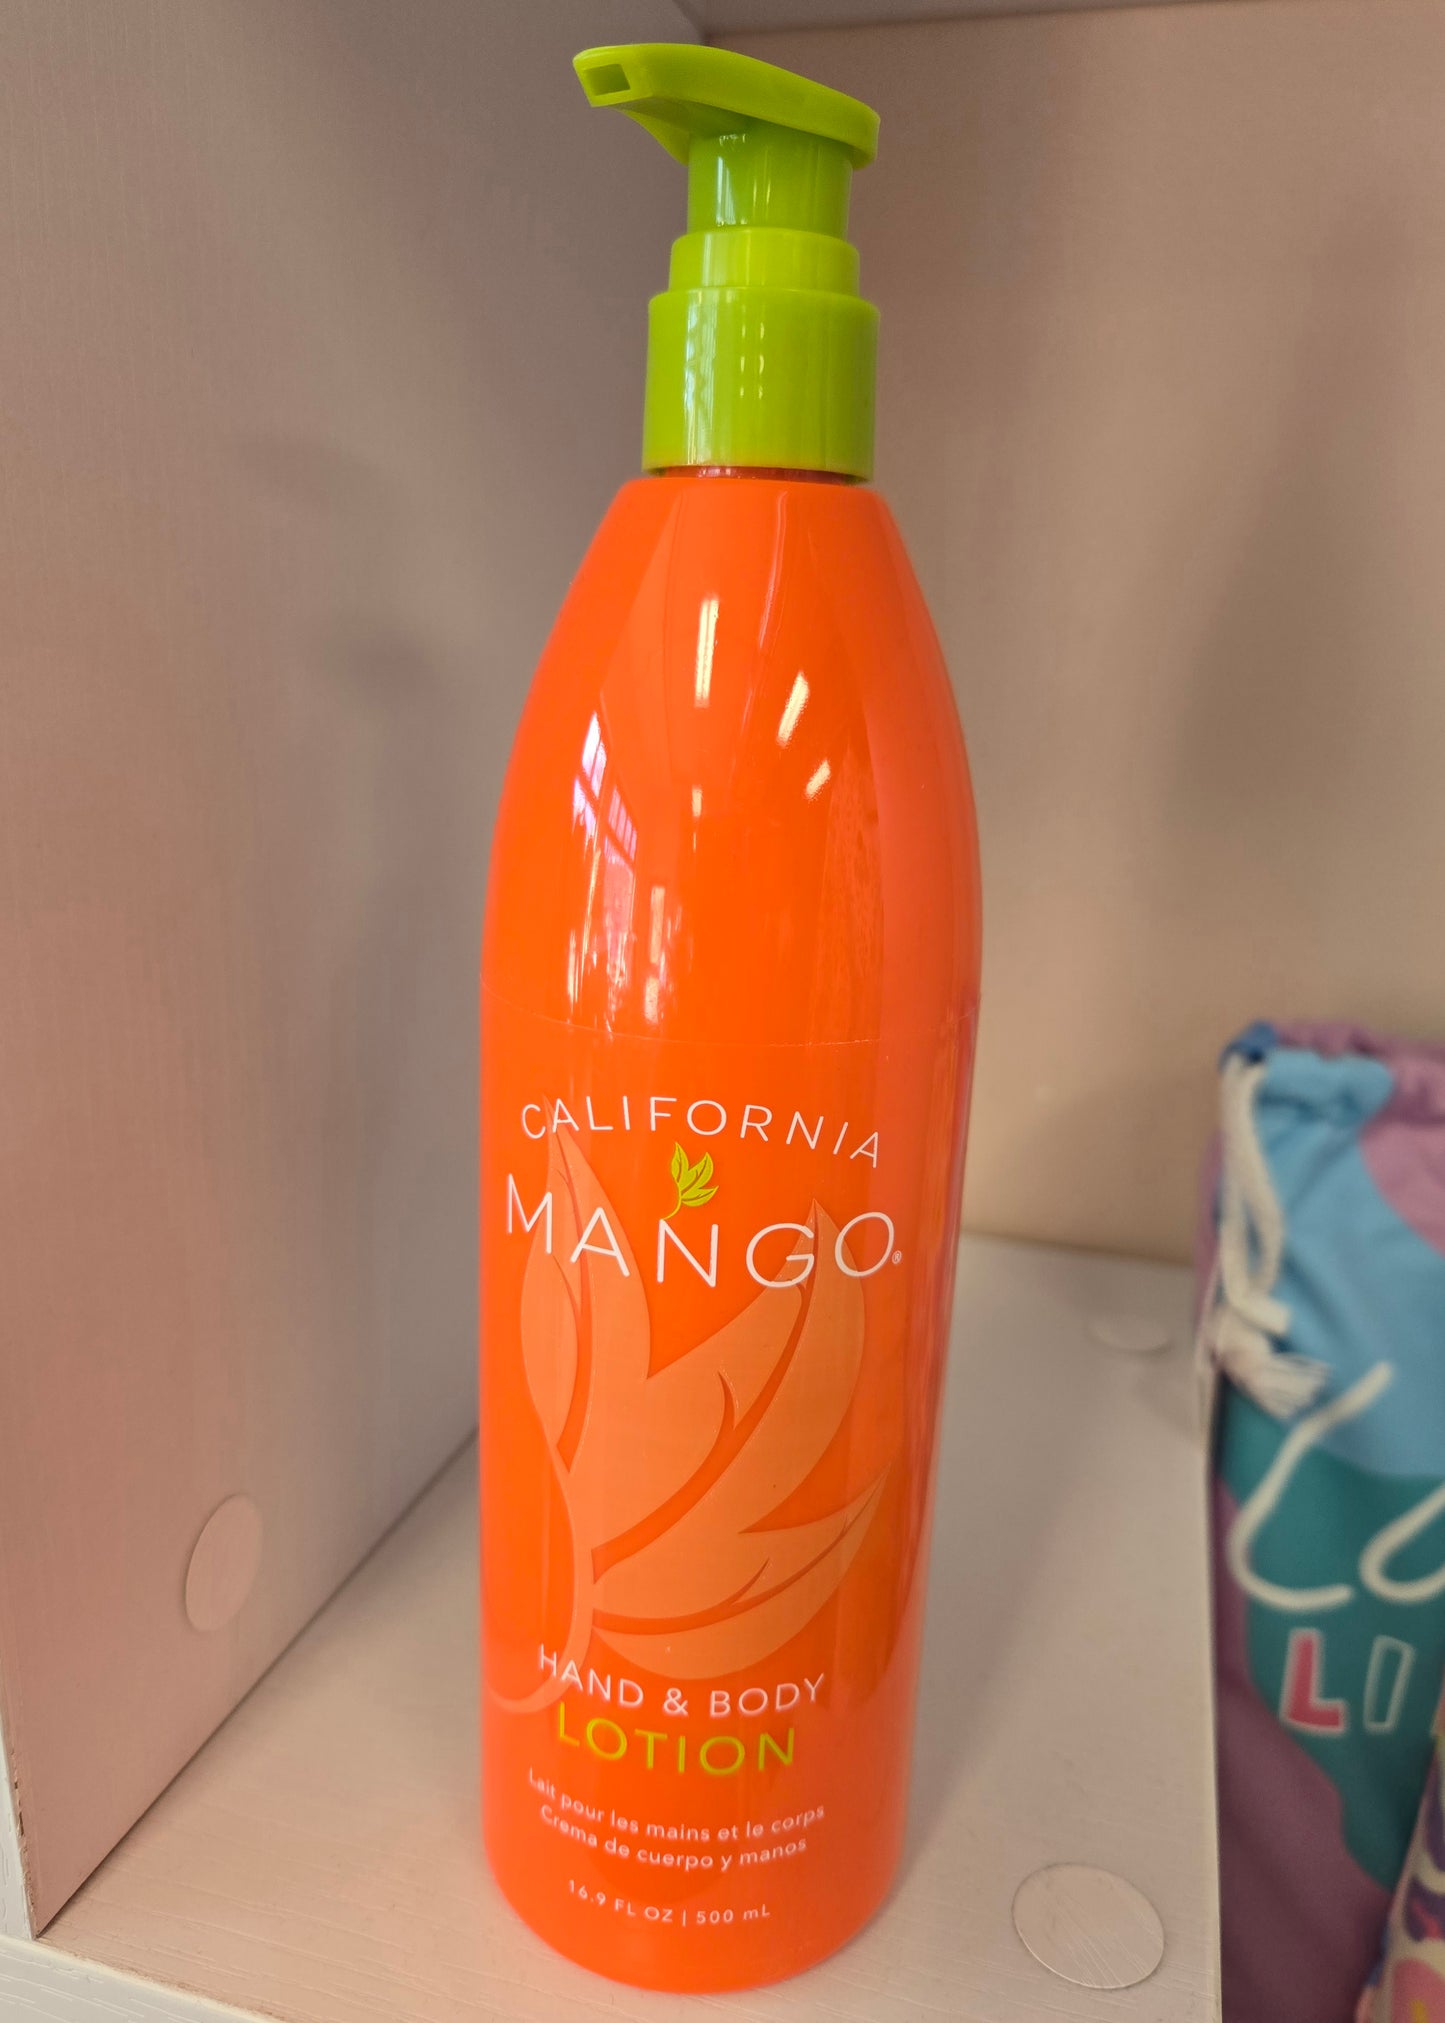 CALIFORNIA
MANGO®
HAND & BODY
LOTION
Lait pour les mains et le corps
Crema de cuerpo y manos
16.9 FL OZ | 500 mL
LI